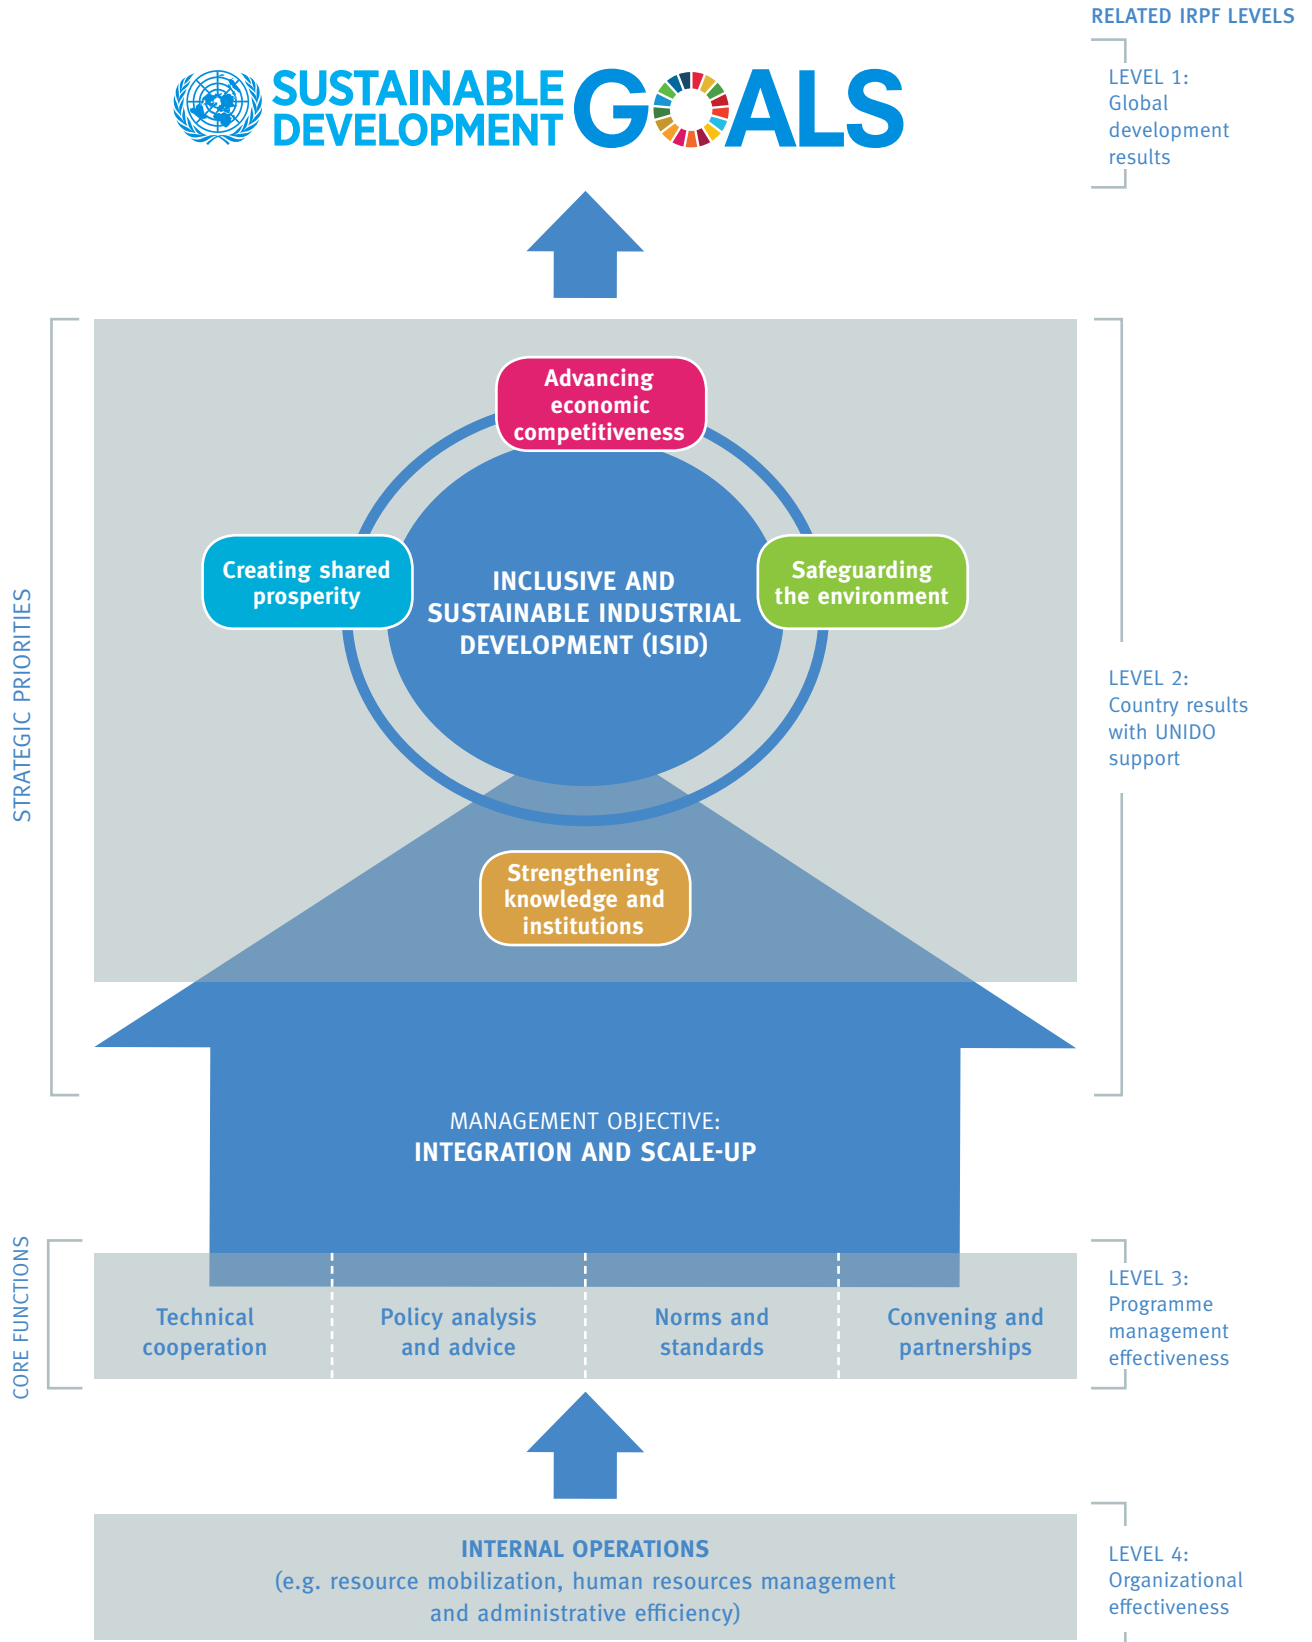 RELATED IRPF LEVELS
LEVEL 1:
Global
development
results
SUSTAINABLE
DEVELOPMENT
GOALS
STRATEGIC PRIORITIES
Advancing
economic
competitiveness
Creating shared
prosperity
Safeguarding
the environment
INCLUSIVE AND
SUSTAINABLE INDUSTRIAL
DEVELOPMENT (ISID)
LEVEL 2:
Country results
with UNIDO
support
Strengthening
knowledge and
institutions
MANAGEMENT OBJECTIVE:
INTEGRATION AND SCALE-UP
CORE FUNCTIONS
Technical
cooperation
Policy analysis
and advice
Norms and
standards
Convening and
partnerships
LEVEL 3:
Programme
management
effectiveness
INTERNAL OPERATIONS
(e.g. resource mobilization, human resources management
and administrative efficiency)
LEVEL 4:
Organizational
effectiveness